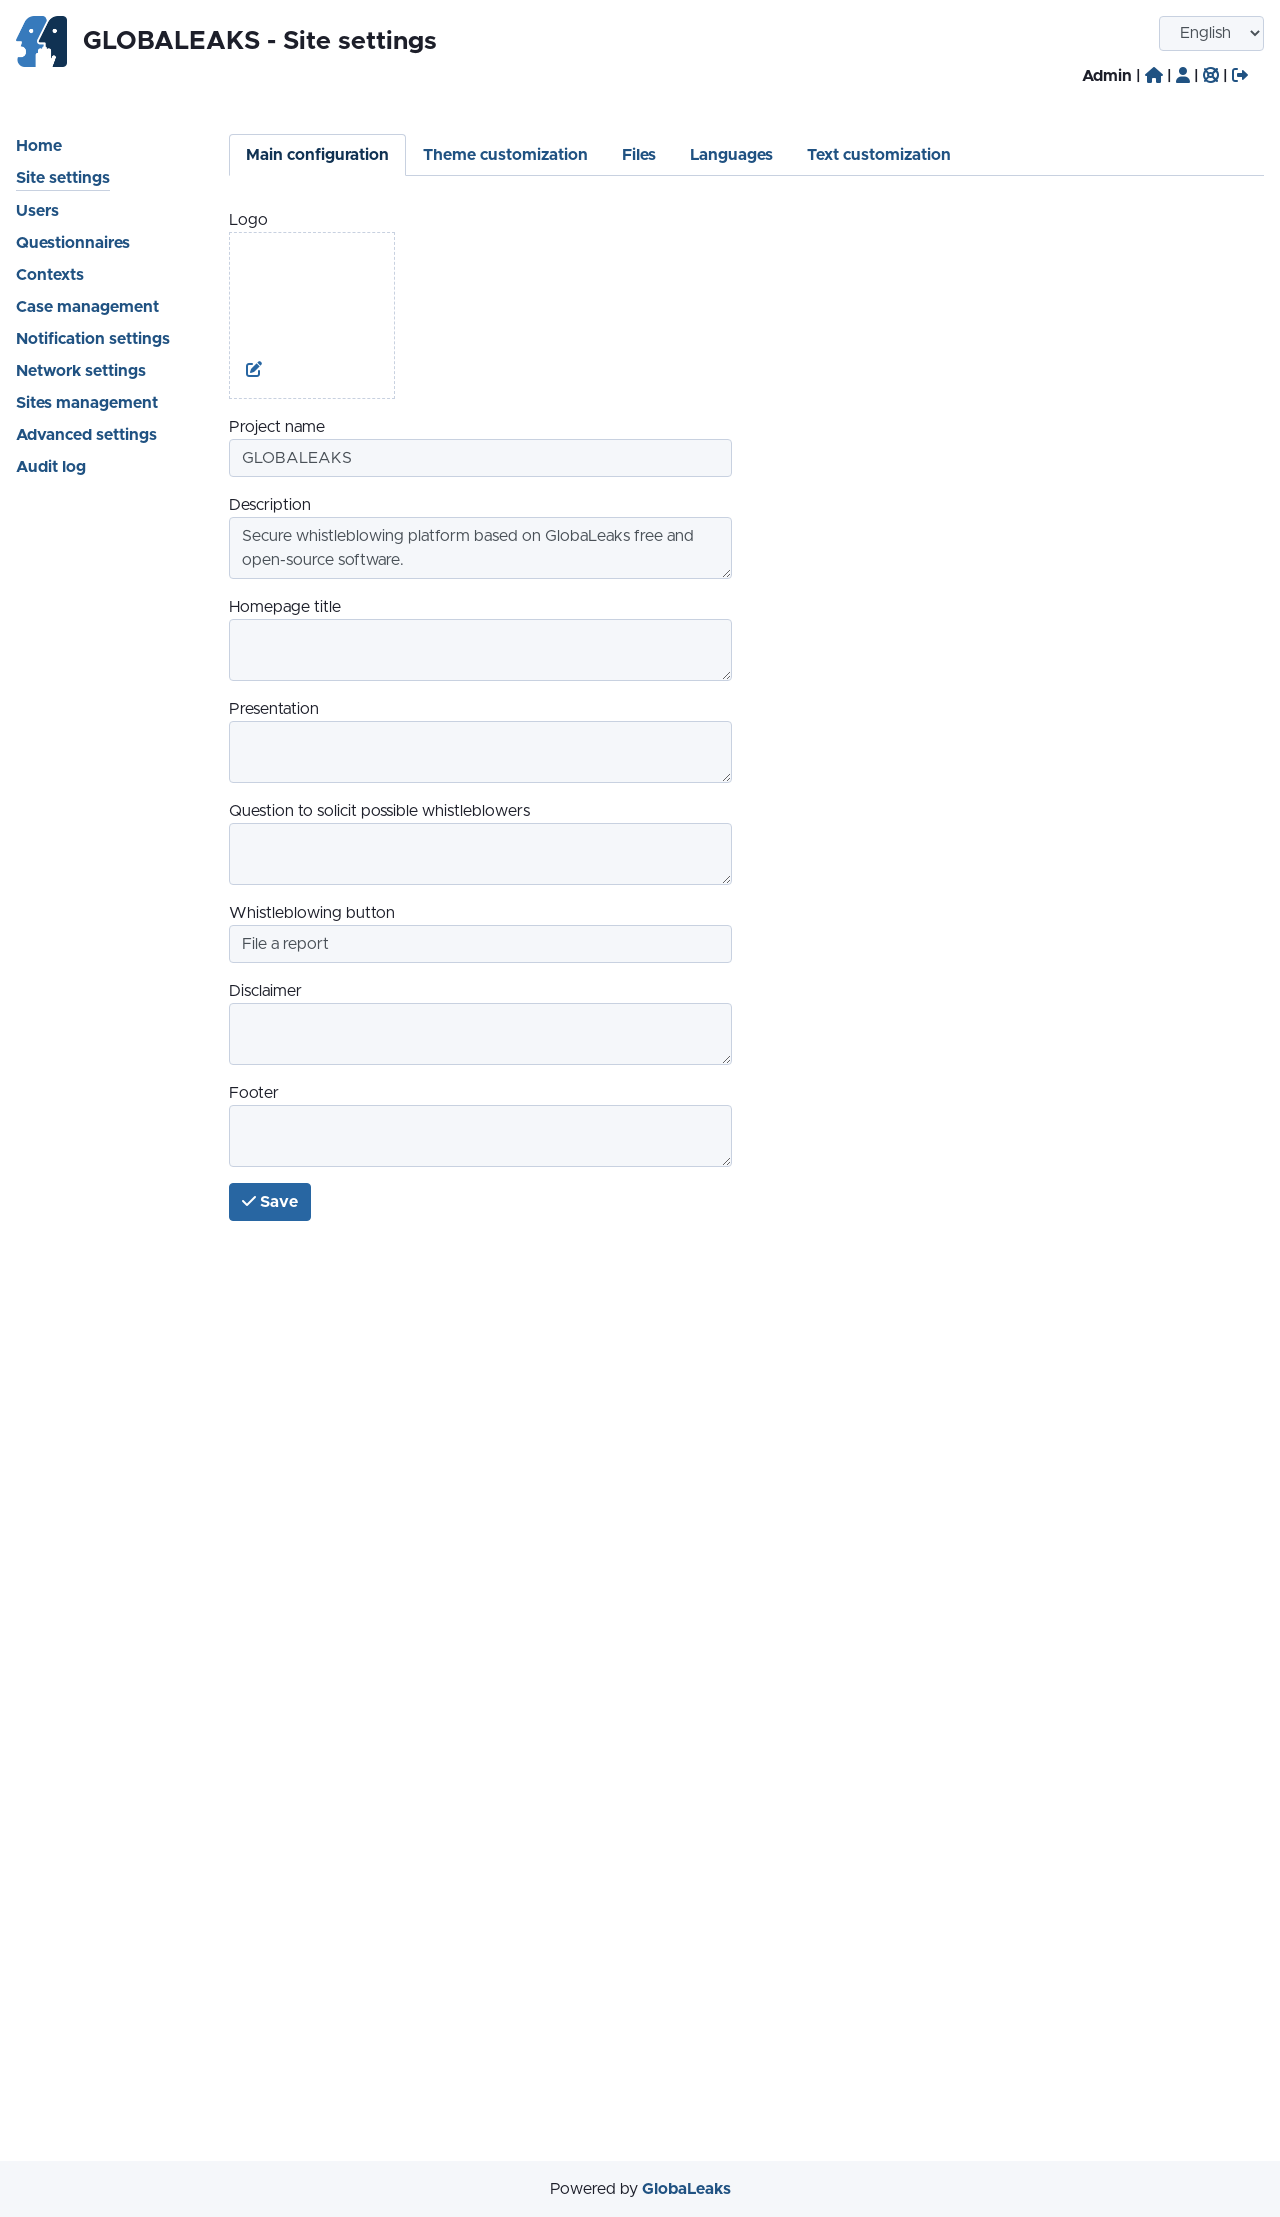 GLOBALEAKS - Site settings
English
Admin | | | |
Home
Site settings
Users
Questionnaires
Contexts
Case management
Notification settings
Network settings
Sites management
Advanced settings
Audit log
Main configuration Theme customization Files Languages Text customization
Logo
Project name
GLOBALEAKS
Description
Secure whistleblowing platform based on GlobaLeaks free and
open-source software.
Homepage title
Presentation
Question to solicit possible whistleblowers
Whistleblowing button
File a report
Disclaimer
Footer
Save
Powered by GlobaLeaks